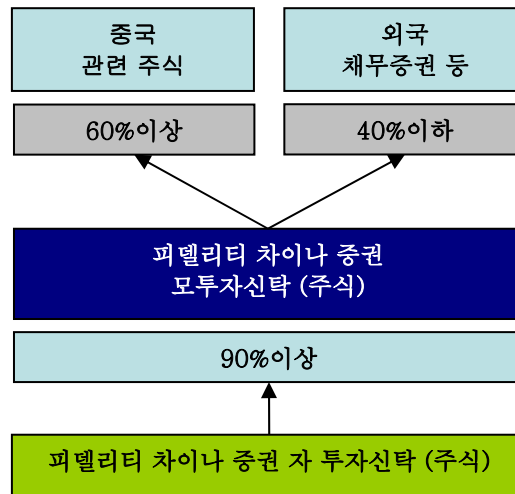 중국
관련 주식
외국
채무증권 등
60%이상
40%이하
피델리티 차이나 증권
모투자신탁 (주식)
90%이상
피델리티 차이나 증권 자 투자신탁 (주식)